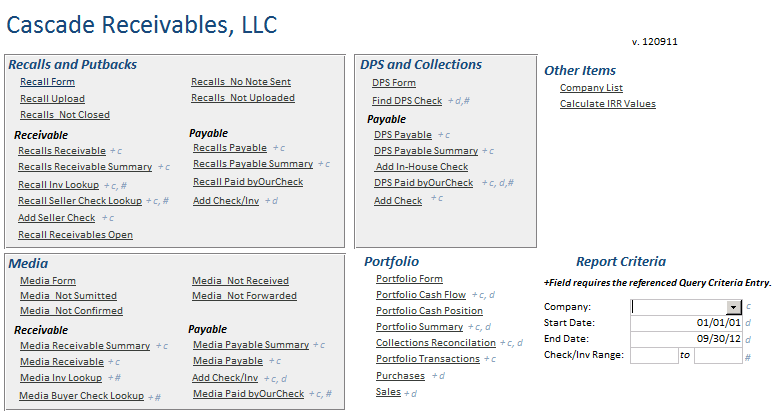 Cascade Receivables, LLC
v. 120911
Recalls and Putbacks
Recall Form
Recalls_No Note Sent
Recall Upload
Recalls_Not Uploaded
Recalls_Not Closed
Receivable
Payable
Recalls Receivable +c
Recalls Payable +c
Recalls Receivable Summary +c
Recalls Payable Summary +c
Recall Inv Lookup +c, #
Recall Paid byOurCheck
Recall Seller Check Lookup +c, #
Add Check/Inv +d
Add Seller Check +c
Recall Receivables Open
DPS and Collections
DPS Form
Find DPS Check +d,#
Payable
DPS Payable +c
DPS Payable Summary +c
Add In-House Check
DPS Paid byOurCheck +c, d,#
Add Check +c
Other Items
Company List
Calculate IRR Values
Media
Media Form
Media_Not Received
Media_Not Sumitted
Media_Not Forwarded
Media_Not Confirmed
Receivable
Payable
Media Receivable Summary +c
Media Payable Summary +c
Media Receivable +c
Media Payable +c
Media Inv Lookup +#
Add Check/Inv +c, d
Media Buyer Check Lookup +#
Media Paid byOurCheck +c, #
Portfolio
Portfolio Form
Portfolio Cash Flow +c, d
Portfolio Cash Position
Portfolio Summary +c, d
Collections Reconcilation +c, d
Portfolio Transactions +c
Purchases +d
Sales +d
Report Criteria
+Field requires the referenced Query Criteria Entry.
Company: c
Start Date: 01/01/01 d
End Date: 09/30/12 d
Check/Inv Range: to #